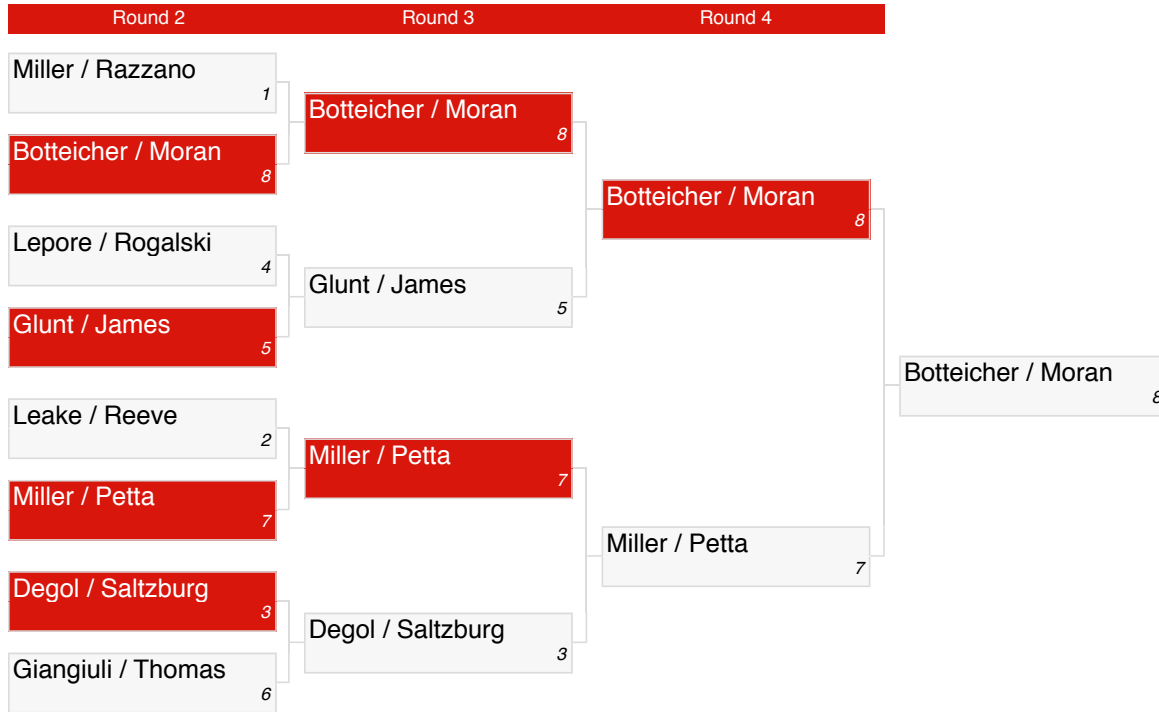 Round 2
Round 3
Round 4
Miller / Razzano
1
Botteicher / Moran
8
Lepore / Rogalski
4
Glunt / James
5
Leake / Reeve
2
Miller / Petta
7
Degol / Saltzburg
3
Giangiuli / Thomas
6
Botteicher / Moran
8
Glunt / James
5
Miller / Petta
7
Degol / Saltzburg
3
Botteicher / Moran
8
Miller / Petta
7
Botteicher / Moran
8